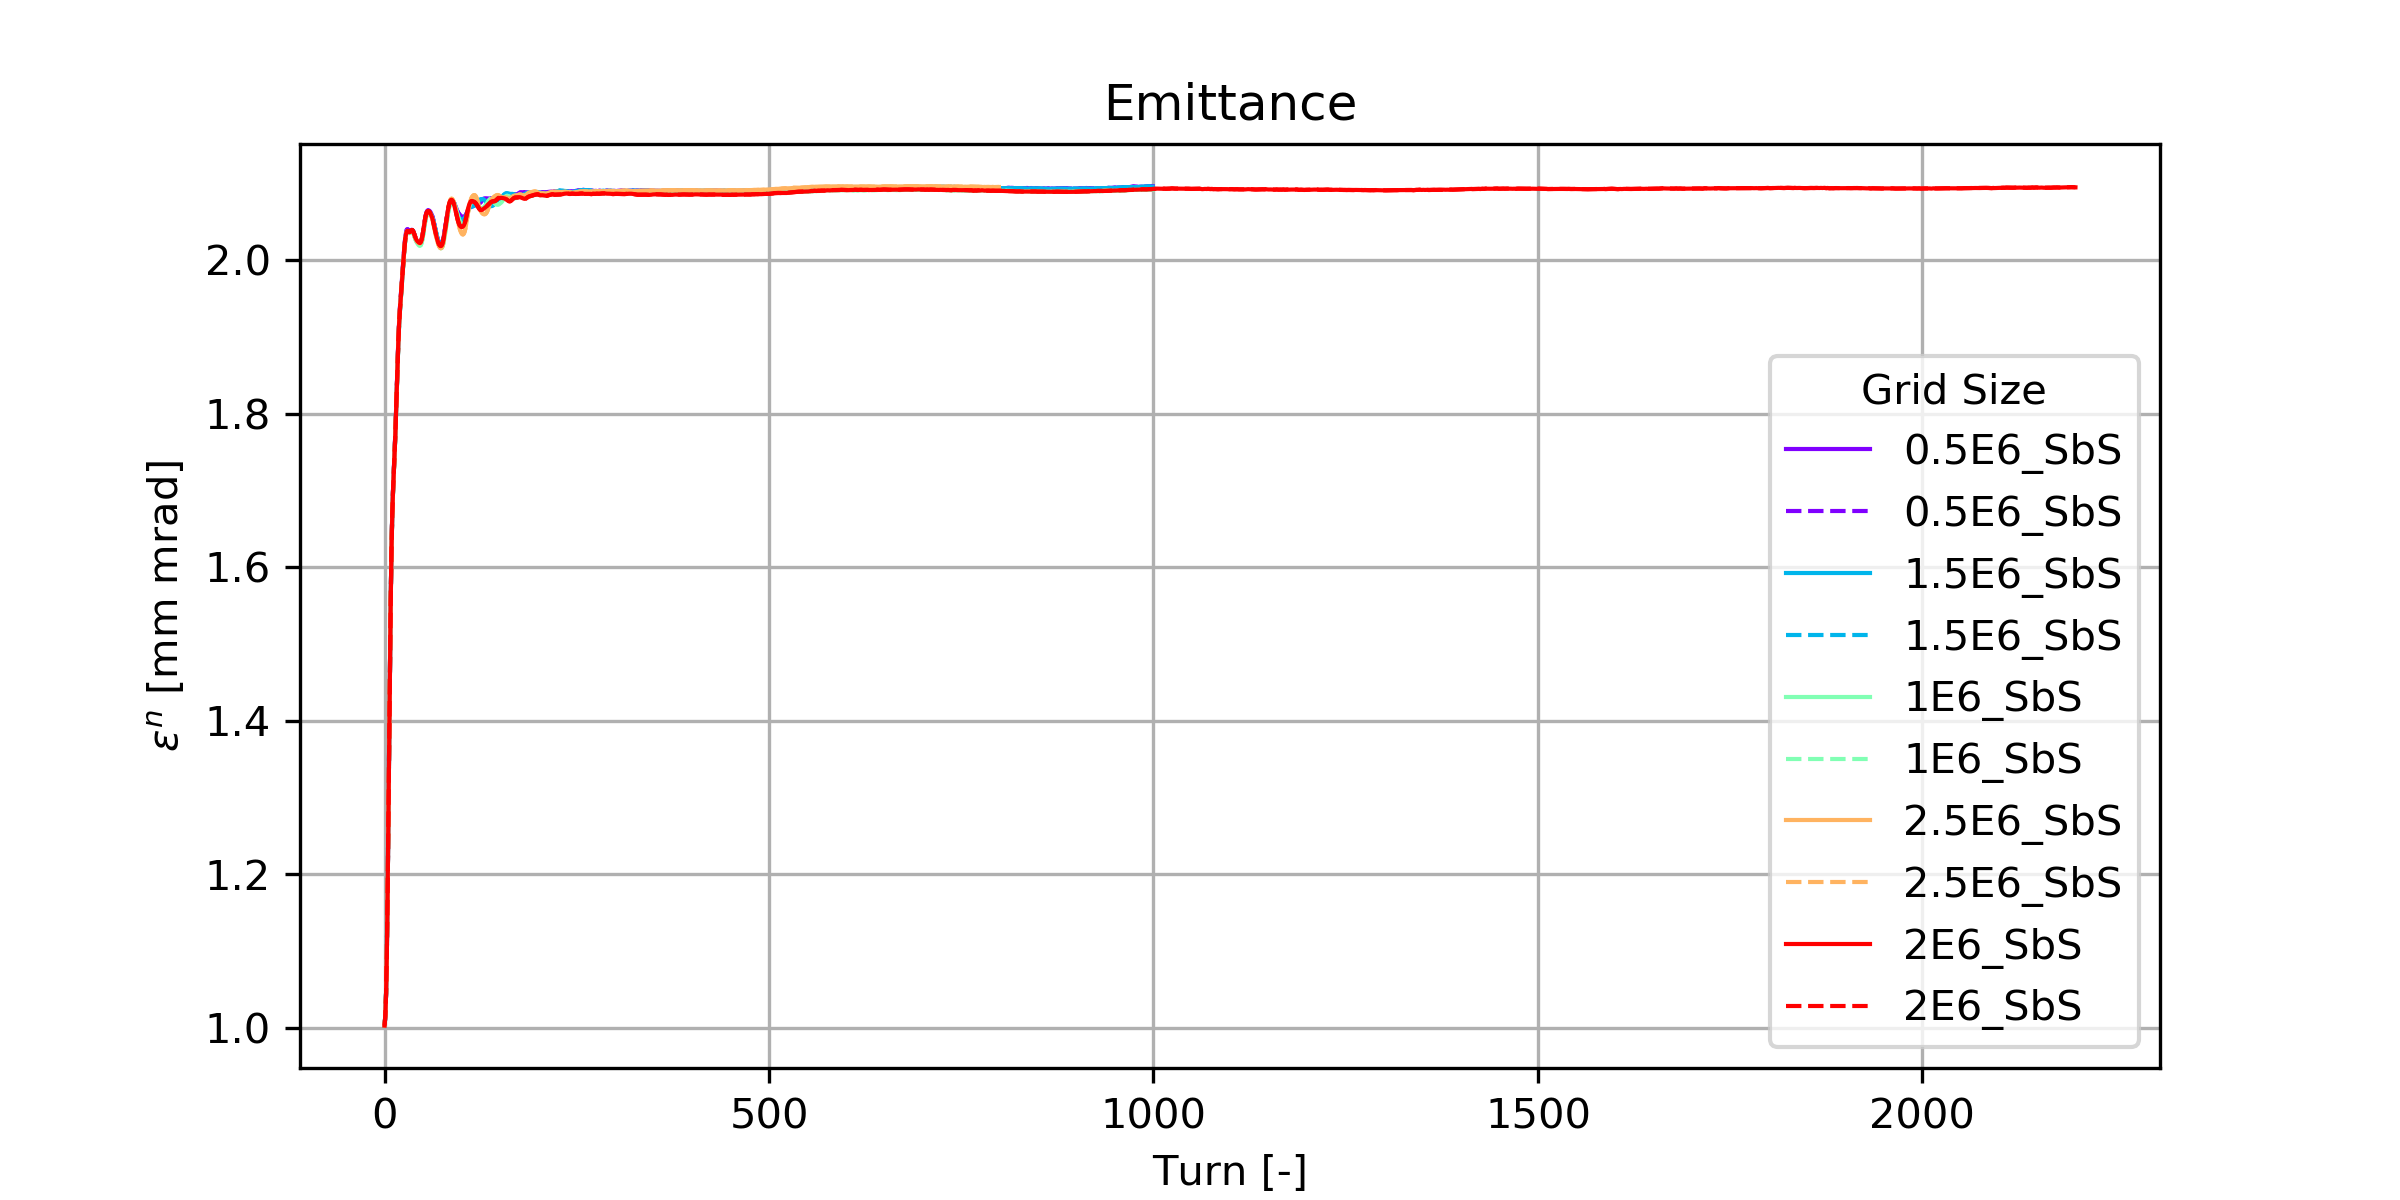 Emittance
εⁿ [mm mrad]
2.0
1.8
1.6
1.4
1.2
1.0
0 500 1000 1500 2000
Turn [-]
Grid Size
0.5E6_SbS
0.5E6_SbS
1.5E6_SbS
1.5E6_SbS
1E6_SbS
1E6_SbS
2.5E6_SbS
2.5E6_SbS
2E6_SbS
2E6_SbS